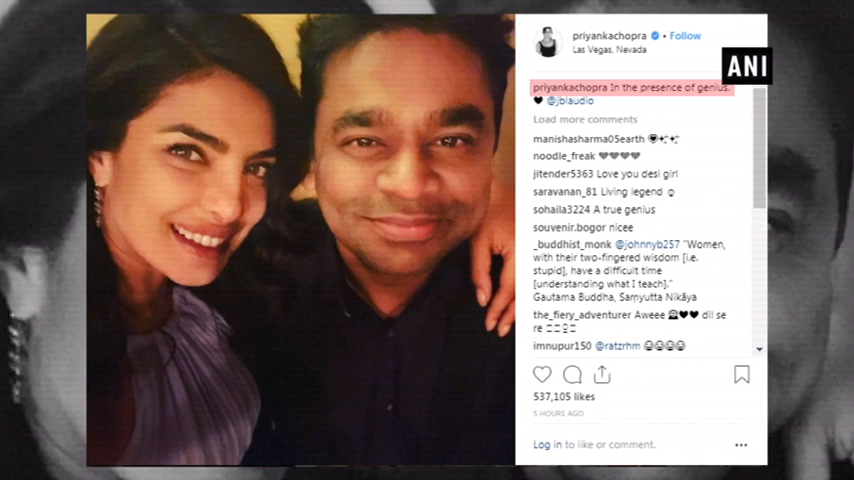 priyankachopra • Follow
Las Vegas, Nevada
ANI
priyankachopra In the presence of genius.
@jblaudio
Load more comments
manishasharma05earth
noodle_freak
jitender5363 Love you desi girl
saravanan_81 Living legend
sohaila3224 A true genius
souvenir.bogor nicee
_buddhist_monk @johnnyb257 "Women,
with their two-fingered wisdom [i.e.
stupid], have a difficult time
[understanding what I teach]."
Gautama Buddha, Saṃyutta Nikāya
the_fiery_adventurer Aweee dil se
re
imnupur150 @ratzrhm
537,105 likes
5 HOURS AGO
Log in to like or comment.